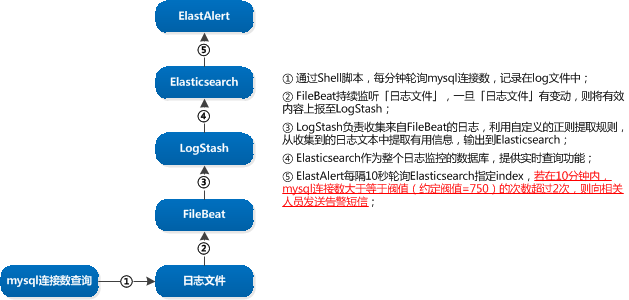 ElastAlert
⑤
Elasticsearch
④
LogStash
③
FileBeat
②
mysql连接数查询
①
日志文件
① 通过Shell脚本，每分钟轮询mysql连接数，记录在log文件中；
② FileBeat持续监听「日志文件」，一旦「日志文件」有变动，则将有效
内容上报至LogStash；
③ LogStash负责收集来自FileBeat的日志，利用自定义的正则提取规则，
从收集到的日志文本中提取有用信息，输出到Elasticsearch；
④ Elasticsearch作为整个日志监控的数据库，提供实时查询功能；
⑤ ElastAlert每隔10秒轮询Elasticsearch指定index，若在10分钟内，
mysql连接数大于等于阀值（约定阀值=750）的次数超过2次，则向相关
人员发送告警短信；